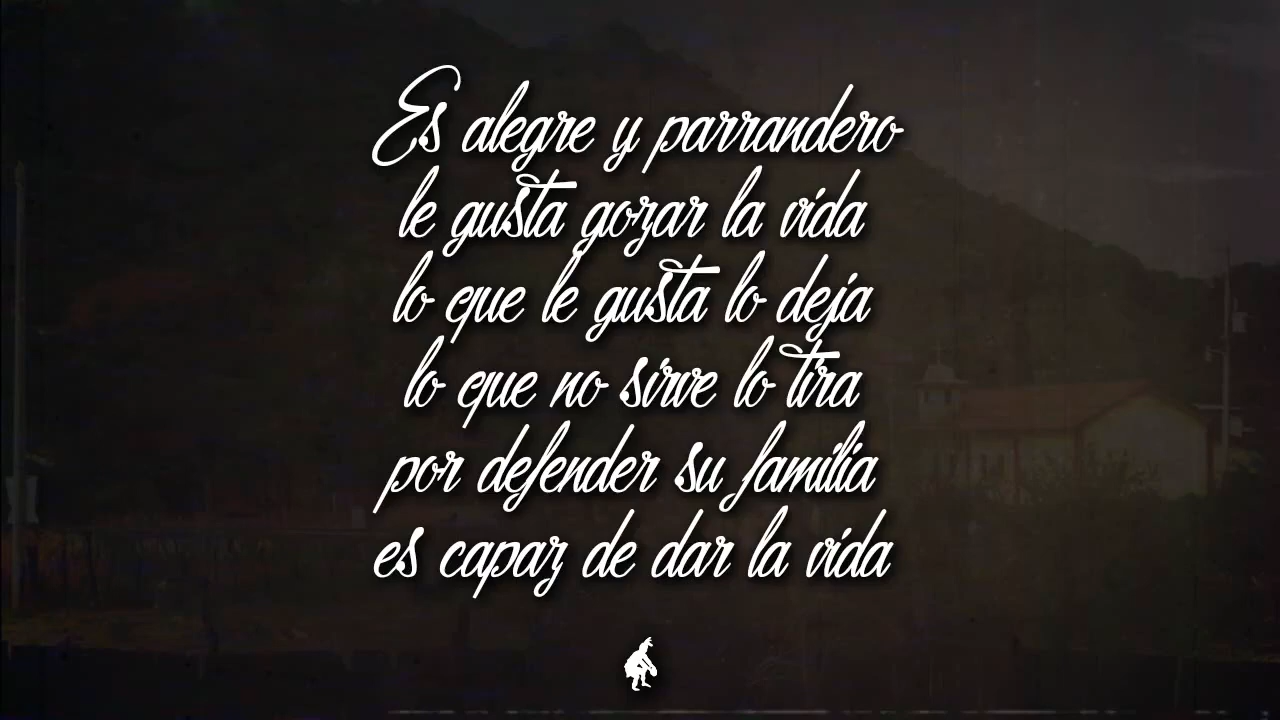 Es alegre y parrandero
le gusta gozar la vida
lo que le gusta lo deja
lo que no sirve lo tira
por defender su familia
es capaz de dar la vida